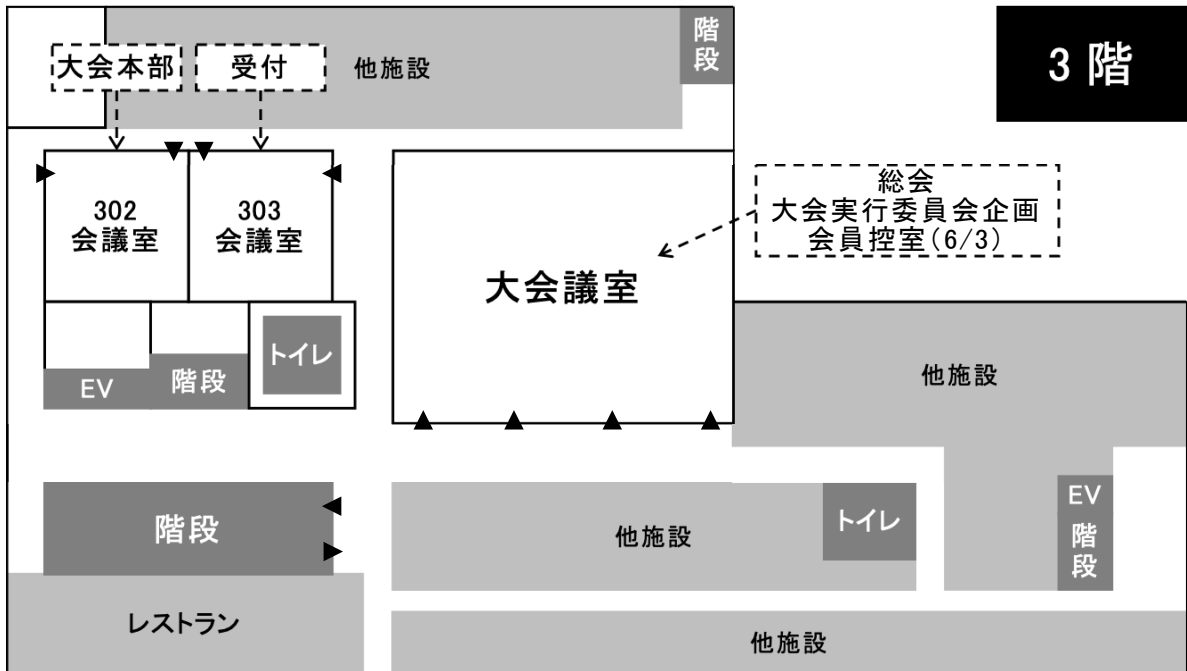 階
段
3 階
大会本部
受付
他施設
302
会議室
303
会議室
総会
大会実行委員会企画
会員控室(6/3)
大会議室
トイレ
EV
階段
他施設
階段
他施設
トイレ
EV
階
段
レストラン
他施設